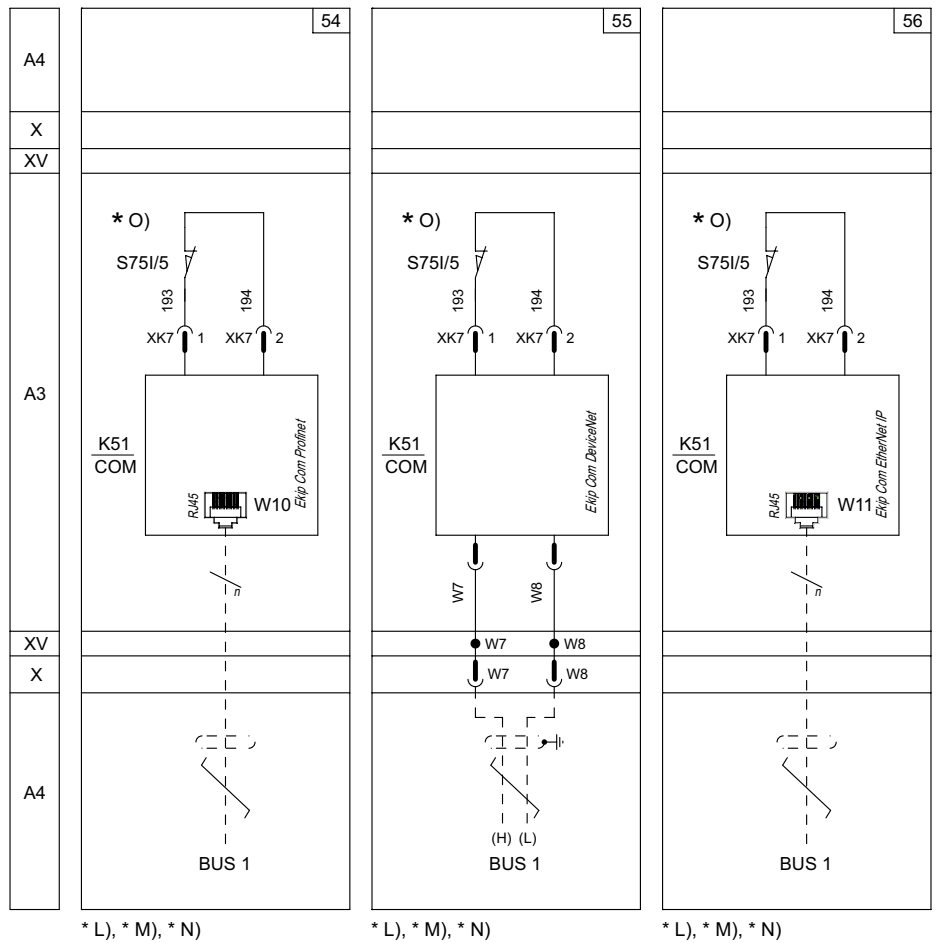 A4
X
XV
A3
XV
X
A4
54
* O)
S75I/5
193
194
XK7 1
XK7 2
K51
COM
Ekip Com Profinet
RJ45
W10
n
BUS 1
* L), * M), * N)
55
* O)
S75I/5
193
194
XK7 1
XK7 2
K51
COM
Ekip Com DeviceNet
W7
W8
W7
W8
W7
W8
(H) (L)
BUS 1
* L), * M), * N)
56
* O)
S75I/5
193
194
XK7 1
XK7 2
K51
COM
Ekip Com EtherNet IP
RJ45
W11
n
BUS 1
* L), * M), * N)